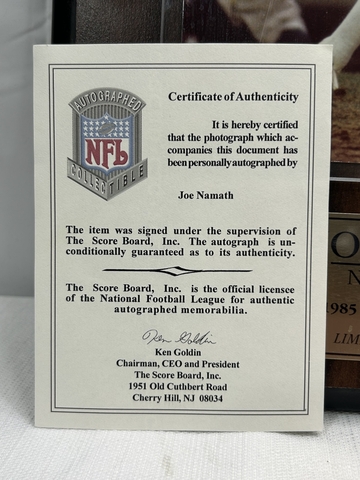 AUTOGRAPHED
NFL
COLLECTIBLE
Certificate of Authenticity
It is hereby certified
that the photograph which ac-
companies this document has
been personally autographed by
Joe Namath
The item was signed under the supervision of
The Score Board, Inc. The autograph is un-
conditionally guaranteed as to its authenticity.
The Score Board, Inc. is the official licensee
of the National Football League for authentic
autographed memorabilia.
Ken Goldin
Ken Goldin
Chairman, CEO and President
The Score Board, Inc.
1951 Old Cuthbert Road
Cherry Hill, NJ 08034
O
N
1985
LIM